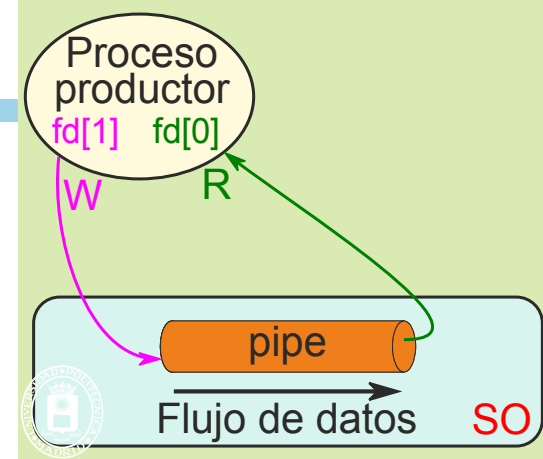 Proceso
productor
fd[1] fd[0]
W
R
pipe
Flujo de datos
SO